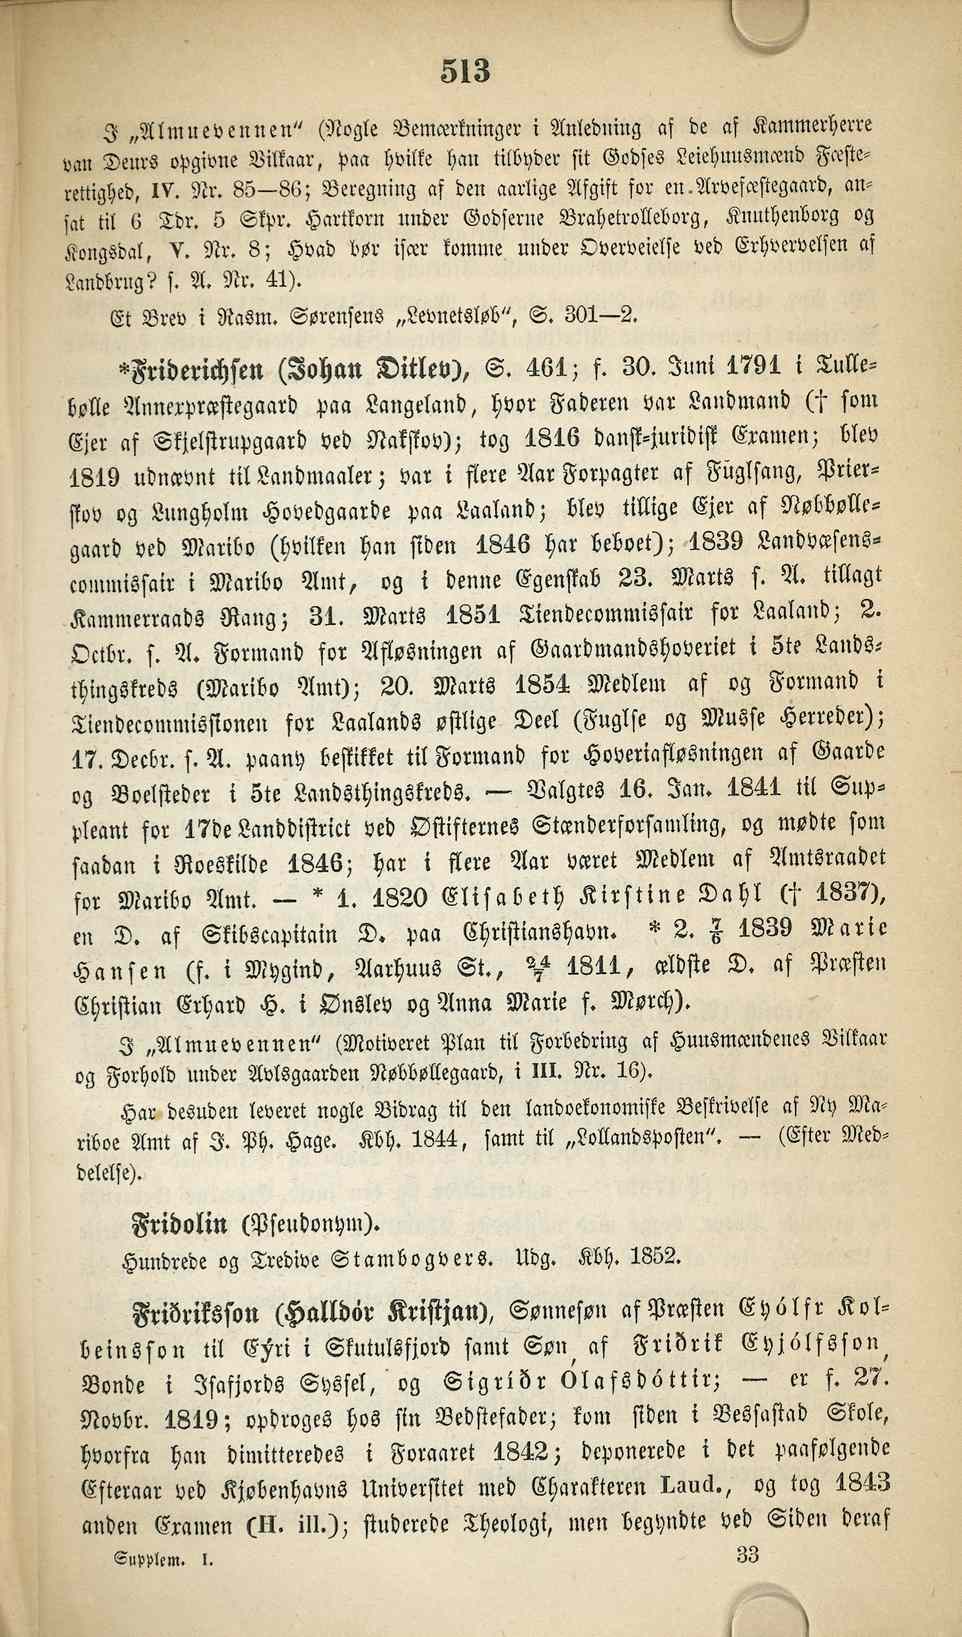 513
I „Almuevennen“ (Nogle Bemærkninger i Anledning af de af Kammerherre
van Deurs opgivne Vilkaar, paa hvilke han tilbyder sit Godses Leiehuusmænd Fæste-
rettighed, IV. Nr. 85—86; Beregning af den aarlige Afgift for en Arvefæstegaard, an-
sat til 6 Tdr. 5 Skpr. Hartkorn under Godserne Brahetrolleborg, Knuthenborg og
Kongsdal, V. Nr. 8; Hvad bør især komme under Overveielse ved Erhvervelsen af
Landbrug? s. A. Nr. 41).
Et Brev i Rasm. Sørensens „Levnetsløb“, S. 301—2.
*Friderichsen (Johan Ditlev), S. 461; f. 30. Juni 1791 i Tulle-
bølle Annexpræstegaard paa Langeland, hvor Faderen var Landmand († som
Ejer af Skjelstrupgaard ved Nakskov); tog 1816 dansk-juridisk Examen; blev
1819 udnævnt til Landmaaler; var i flere Aar Forpagter af Fuglsang, Prier-
skov og Lungholm Hovedgaarde paa Laaland; blev tillige Ejer af Nøbbølle-
gaard ved Maribo (hvilken han siden 1846 har beboet); 1839 Landvæsens-
commissair i Maribo Amt, og i denne Egenskab 23. Marts s. A. tillagt
Kammerraads Rang; 31. Marts 1851 Tiendecommissair for Laaland; 2.
Octbr. s. A. Formand for Afløsningen af Gaardmandshoveriet i 5te Lands-
thingskreds (Maribo Amt); 20. Marts 1854 Medlem af og Formand i
Tiendecommissionen for Laalands østlige Deel (Fuglse og Musse Herreder);
17. Decbr. s. A. paany beskikket til Formand for Hoveriafløsningen af Gaarde
og Boelsteder i 5te Landsthingskreds. — Valgtes 16. Jan. 1841 til Sup-
pleant for 17de Landdistrict ved Østifternes Stænderforsamling, og mødte som
saadan i Roeskilde 1846; har i flere Aar været Medlem af Amtsraadet
for Maribo Amt. — * 1. 1820 Elisabeth Kirstine Dahl († 1837),
en D. af Skibscapitain D. paa Christianshavn. * 2. 7/6 1839 Marie
Hansen (f. i Mygind, Aarhuus St., 24/7 1811, ældste D. af Præsten
Christian Erhard H. i Ønslev og Anna Marie f. Mørch).
I „Almuevennen“ (Motiveret Plan til Forbedring af Huusmændenes Vilkaar
og Forhold under Avlsgaarden Nøbbøllegaard, i III. Nr. 16).
Har desuden leveret nogle Bidrag til den landoekonomiske Beskrivelse af Ny Ma-
riboe Amt af J. Ph. Hage. Kbh. 1844, samt til „Lollandsposten“. — (Efter Med-
delelse).
Fridolin (Pseudonym).
Hundrede og Tredive Stambogvers. Udg. Kbh. 1852.
Friðriksson (Halldór Kristjan), Sønnesøn af Præsten Eyólfr Kol-
beinsson til Eýri i Skutulsfjord samt Søn af Friðrik Eyjólfsson,
Bonde i Isafjords Syssel, og Sigríðr Ólafsdóttir; — er f. 27.
Novbr. 1819; opdroges hos sin Bedstefader; kom siden i Bessastad Skole,
hvorfra han dimitteredes i Foraaret 1842; deponerede i det paafølgende
Efteraar ved Kjøbenhavns Universitet med Charakteren Laud., og tog 1843
anden Examen (H. ill.); studerede Theologi, men begyndte ved Siden deraf
Supplem. I. 33